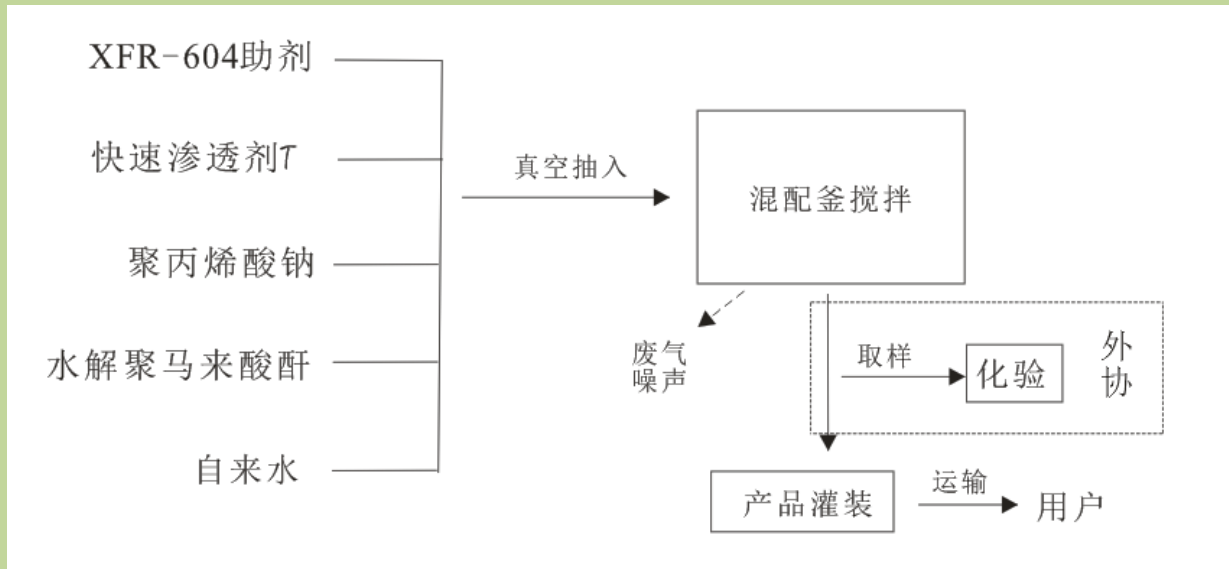 XFR-604助剂
快速渗透剂T
聚丙烯酸钠
水解聚马来酸酐
自来水
真空抽入
混配釜搅拌
废气
噪声
取样
化验
外
协
产品灌装
运输
用户